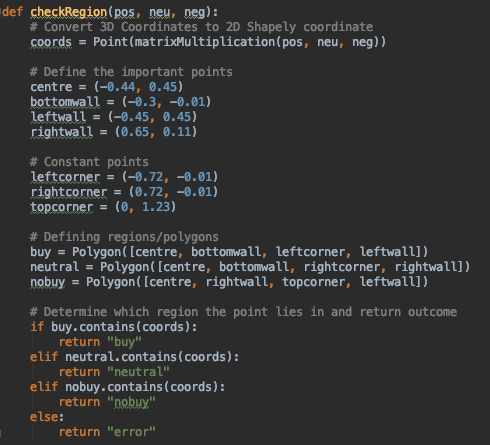 def checkRegion(pos, neu, neg):
    # Convert 3D Coordinates to 2D Shapely coordinate
    coords = Point(matrixMultiplication(pos, neu, neg))

    # Define the important points
    centre = (-0.44, 0.45)
    bottomwall = (-0.3, -0.01)
    leftwall = (-0.45, 0.45)
    rightwall = (0.65, 0.11)

    # Constant points
    leftcorner = (-0.72, -0.01)
    rightcorner = (0.72, -0.01)
    topcorner = (0, 1.23)

    # Defining regions/polygons
    buy = Polygon([centre, bottomwall, leftcorner, leftwall])
    neutral = Polygon([centre, bottomwall, rightcorner, rightwall])
    nobuy = Polygon([centre, rightwall, topcorner, leftwall])

    # Determine which region the point lies in and return outcome
    if buy.contains(coords):
        return "buy"
    elif neutral.contains(coords):
        return "neutral"
    elif nobuy.contains(coords):
        return "nobuy"
    else:
        return "error"